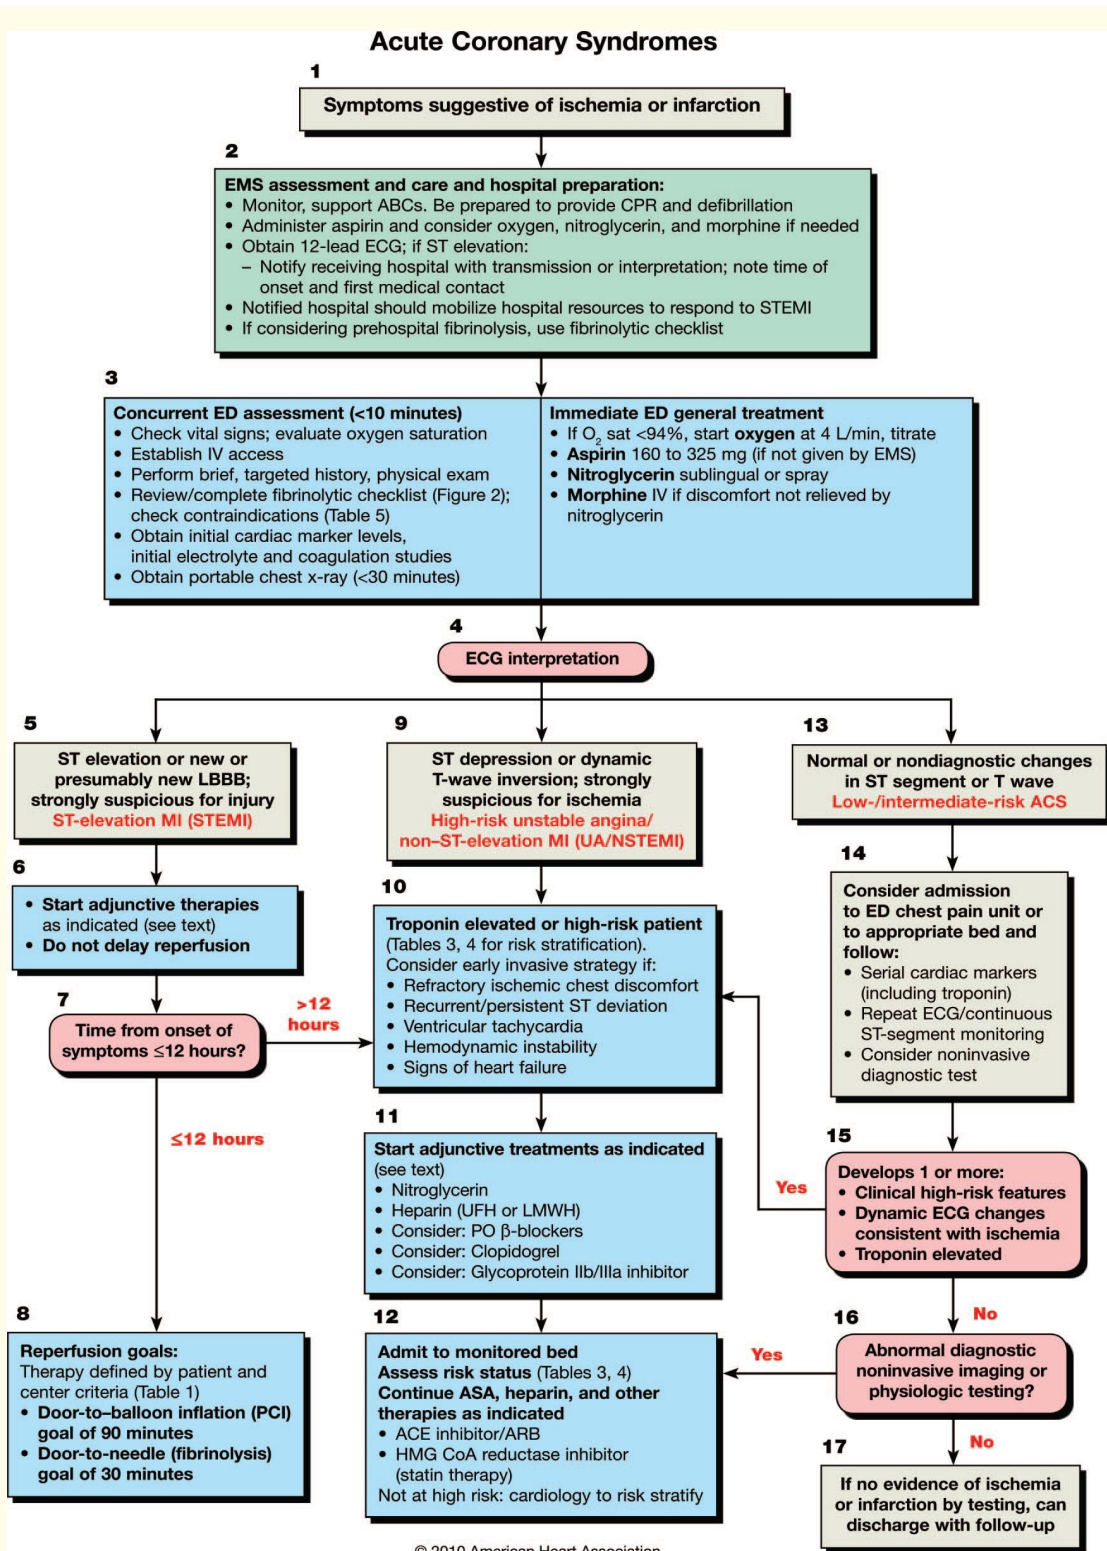 Acute Coronary Syndromes
1
Symptoms suggestive of ischemia or infarction
2
EMS assessment and care and hospital preparation:
• Monitor, support ABCs. Be prepared to provide CPR and defibrillation
• Administer aspirin and consider oxygen, nitroglycerin, and morphine if needed
• Obtain 12-lead ECG; if ST elevation:
– Notify receiving hospital with transmission or interpretation; note time of
onset and first medical contact
• Notified hospital should mobilize hospital resources to respond to STEMI
• If considering prehospital fibrinolysis, use fibrinolytic checklist
3
Concurrent ED assessment (<10 minutes)
• Check vital signs; evaluate oxygen saturation
• Establish IV access
• Perform brief, targeted history, physical exam
• Review/complete fibrinolytic checklist (Figure 2);
check contraindications (Table 5)
• Obtain initial cardiac marker levels,
initial electrolyte and coagulation studies
• Obtain portable chest x-ray (<30 minutes)
Immediate ED general treatment
• If O₂ sat <94%, start oxygen at 4 L/min, titrate
• Aspirin 160 to 325 mg (if not given by EMS)
• Nitroglycerin sublingual or spray
• Morphine IV if discomfort not relieved by
nitroglycerin
4
ECG interpretation
5
ST elevation or new or
presumably new LBBB;
strongly suspicious for injury
ST-elevation MI (STEMI)
6
• Start adjunctive therapies
as indicated (see text)
• Do not delay reperfusion
7
Time from onset of
symptoms ≤12 hours?
>12
hours
≤12 hours
8
Reperfusion goals:
Therapy defined by patient and
center criteria (Table 1)
• Door-to–balloon inflation (PCI)
goal of 90 minutes
• Door-to-needle (fibrinolysis)
goal of 30 minutes
9
ST depression or dynamic
T-wave inversion; strongly
suspicious for ischemia
High-risk unstable angina/
non–ST-elevation MI (UA/NSTEMI)
10
Troponin elevated or high-risk patient
(Tables 3, 4 for risk stratification).
Consider early invasive strategy if:
• Refractory ischemic chest discomfort
• Recurrent/persistent ST deviation
• Ventricular tachycardia
• Hemodynamic instability
• Signs of heart failure
11
Start adjunctive treatments as indicated
(see text)
• Nitroglycerin
• Heparin (UFH or LMWH)
• Consider: PO β-blockers
• Consider: Clopidogrel
• Consider: Glycoprotein IIb/IIIa inhibitor
12
Admit to monitored bed
Assess risk status (Tables 3, 4)
Continue ASA, heparin, and other
therapies as indicated
• ACE inhibitor/ARB
• HMG CoA reductase inhibitor
(statin therapy)
Not at high risk: cardiology to risk stratify
13
Normal or nondiagnostic changes
in ST segment or T wave
Low-/intermediate-risk ACS
14
Consider admission
to ED chest pain unit or
to appropriate bed and
follow:
• Serial cardiac markers
(including troponin)
• Repeat ECG/continuous
ST-segment monitoring
• Consider noninvasive
diagnostic test
15
Develops 1 or more:
• Clinical high-risk features
• Dynamic ECG changes
consistent with ischemia
• Troponin elevated
Yes
No
16
Abnormal diagnostic
noninvasive imaging or
physiologic testing?
Yes
No
17
If no evidence of ischemia
or infarction by testing, can
discharge with follow-up
© 2010 American Heart Association